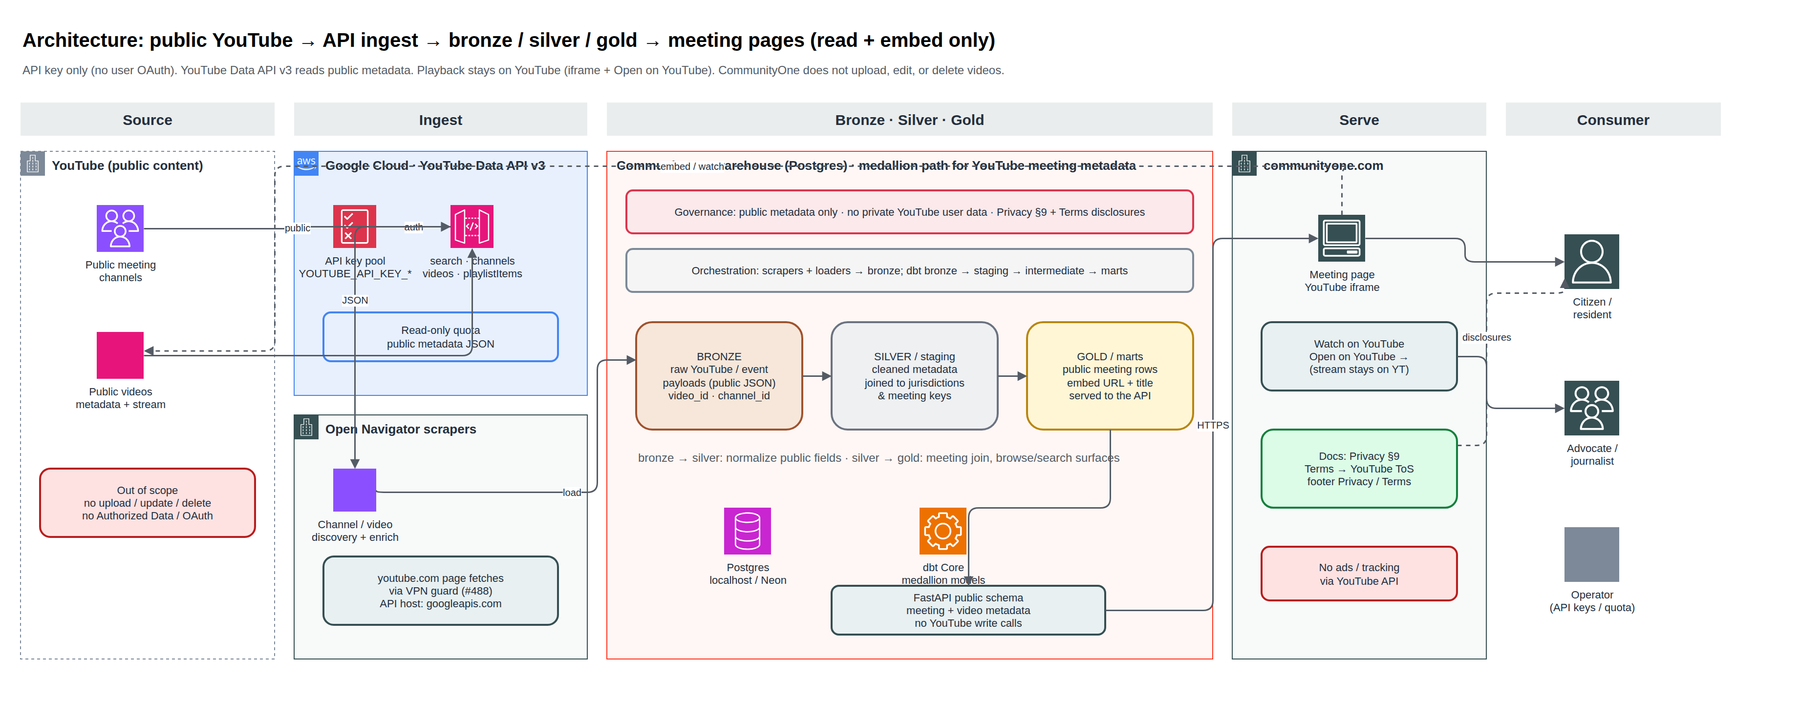 Architecture: public YouTube → API ingest → bronze / silver / gold → meeting pages (read + embed only)
API key only (no user OAuth). YouTube Data API v3 reads public metadata. Playback stays on YouTube (iframe + Open on YouTube). CommunityOne does not upload, edit, or delete videos.
Source
Ingest
Bronze · Silver · Gold
Serve
Consumer
YouTube (public content)
Public meeting
channels
Public videos
metadata + stream
Out of scope
no upload / update / delete
no Authorized Data / OAuth
aws
Google Cloud · YouTube Data API v3
public
auth
API key pool
YOUTUBE_API_KEY_*
search · channels
videos · playlistItems
JSON
Read-only quota
public metadata JSON
Open Navigator scrapers
load
Channel / video
discovery + enrich
youtube.com page fetches
via VPN guard (#488)
API host: googleapis.com
embed / watch
arehouse (Postgres) · medallion path for YouTube meeting metadata
Governance: public metadata only · no private YouTube user data · Privacy §9 + Terms disclosures
Orchestration: scrapers + loaders → bronze; dbt bronze → staging → intermediate → marts
BRONZE
raw YouTube / event
payloads (public JSON)
video_id · channel_id
SILVER / staging
cleaned metadata
joined to jurisdictions
& meeting keys
GOLD / marts
public meeting rows
embed URL + title
served to the API
bronze → silver: normalize public fields · silver → gold: meeting join, browse/search surfaces
Postgres
localhost / Neon
dbt Core
medallion models
FastAPI public schema
meeting + video metadata
no YouTube write calls
HTTPS
communityone.com
Meeting page
YouTube iframe
Watch on YouTube
Open on YouTube →
(stream stays on YT)
disclosures
Docs: Privacy §9
Terms → YouTube ToS
footer Privacy / Terms
No ads / tracking
via YouTube API
Citizen /
resident
Advocate /
journalist
Operator
(API keys / quota)